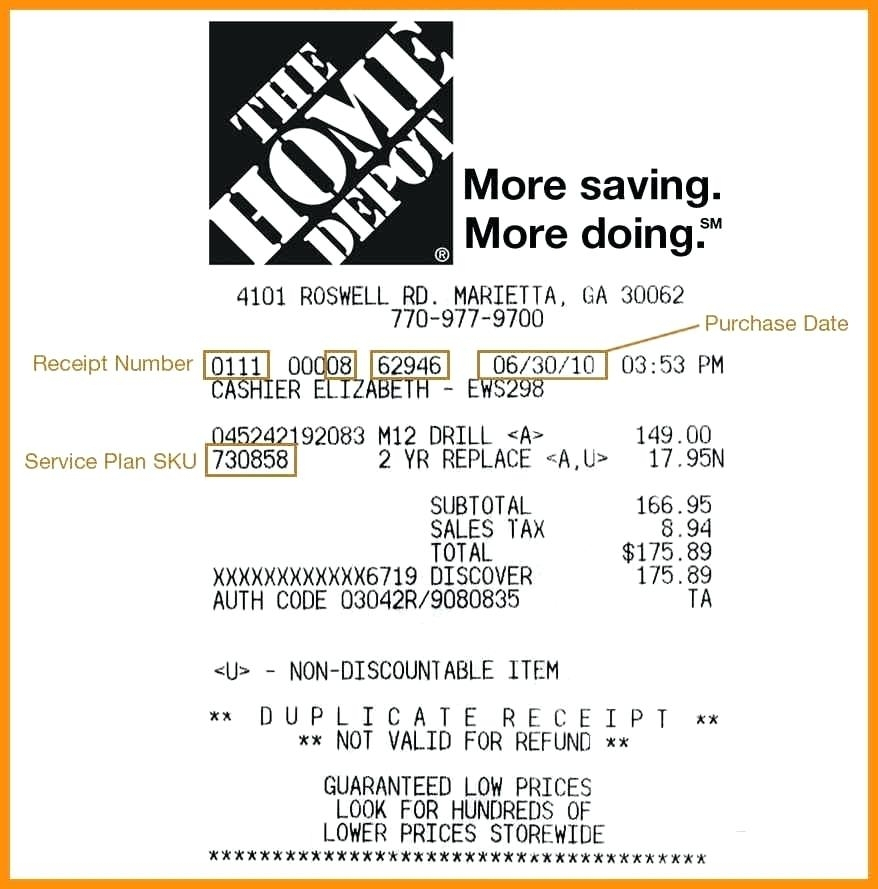 THE
HOME
DEPOT
®
More saving.
More doing.℠
4101 ROSWELL RD. MARIETTA, GA 30062
770-977-9700
Purchase Date
Receipt Number 0111 00008 62946 06/30/10 03:53 PM
CASHIER ELIZABETH - EWS298
045242192083 M12 DRILL <A> 149.00
Service Plan SKU 730858 2 YR REPLACE <A,U> 17.95N
SUBTOTAL 166.95
SALES TAX 8.94
TOTAL $175.89
XXXXXXXXXXXX6719 DISCOVER 175.89
AUTH CODE 03042R/9080835 TA
<U> - NON-DISCOUNTABLE ITEM
** DUPLICATE RECEIPT **
** NOT VALID FOR REFUND **
GUARANTEED LOW PRICES
LOOK FOR HUNDREDS OF
LOWER PRICES STOREWIDE
***************************************